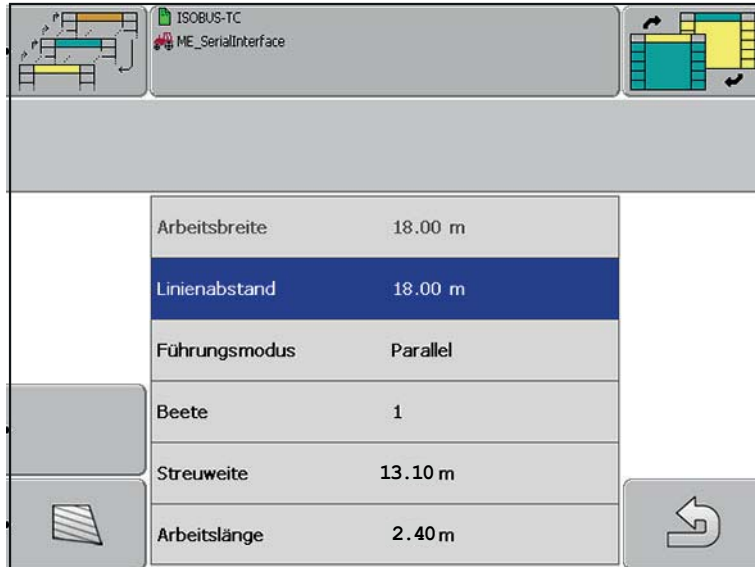 ISOBUS-TC
ME_SerialInterface
Arbeitsbreite 18.00 m
Linienabstand 18.00 m
Führungsmodus Parallel
Beete 1
Streuweite 13.10 m
Arbeitslänge 2.40 m